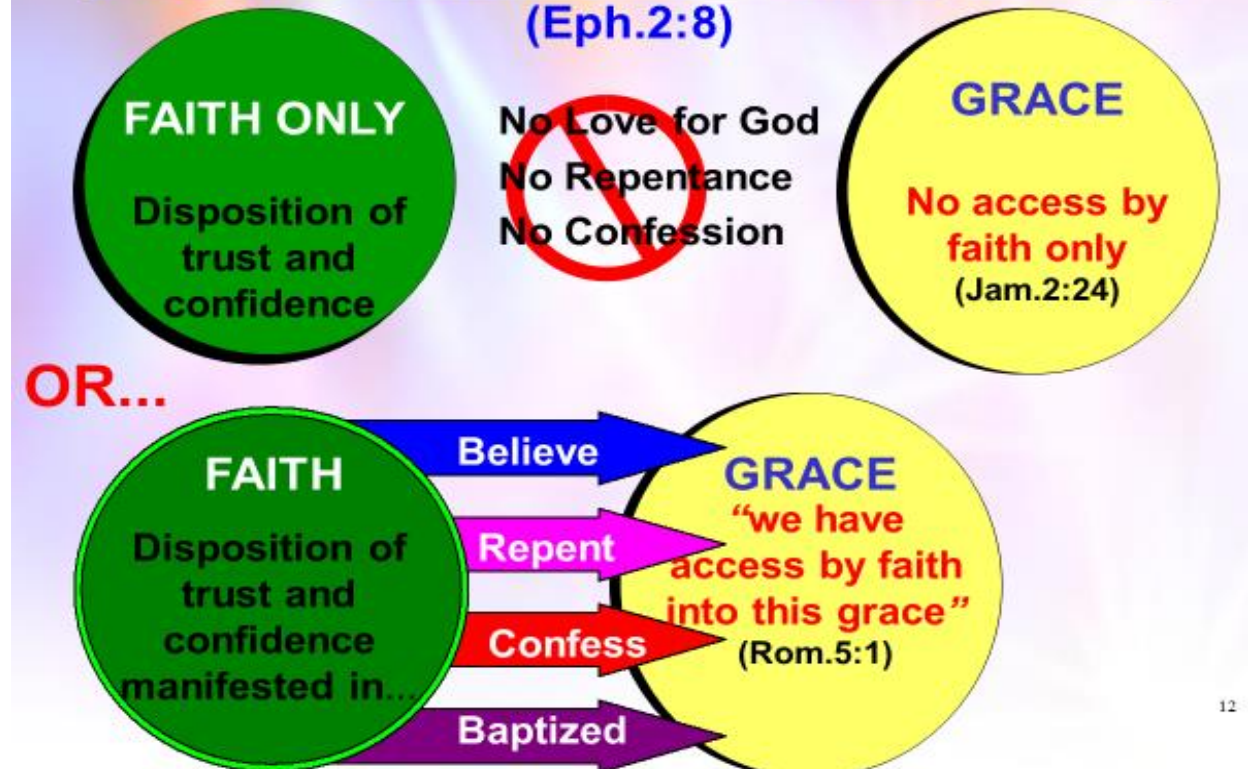 (Eph.2:8)
FAITH ONLY
Disposition of
trust and
confidence
No Love for God
No Repentance
No Confession
GRACE
No access by
faith only
(Jam.2:24)
OR...
FAITH
Disposition of
trust and
confidence
manifested in...
Believe
Repent
Confess
Baptized
GRACE
“we have
access by faith
into this grace”
(Rom.5:1)
12